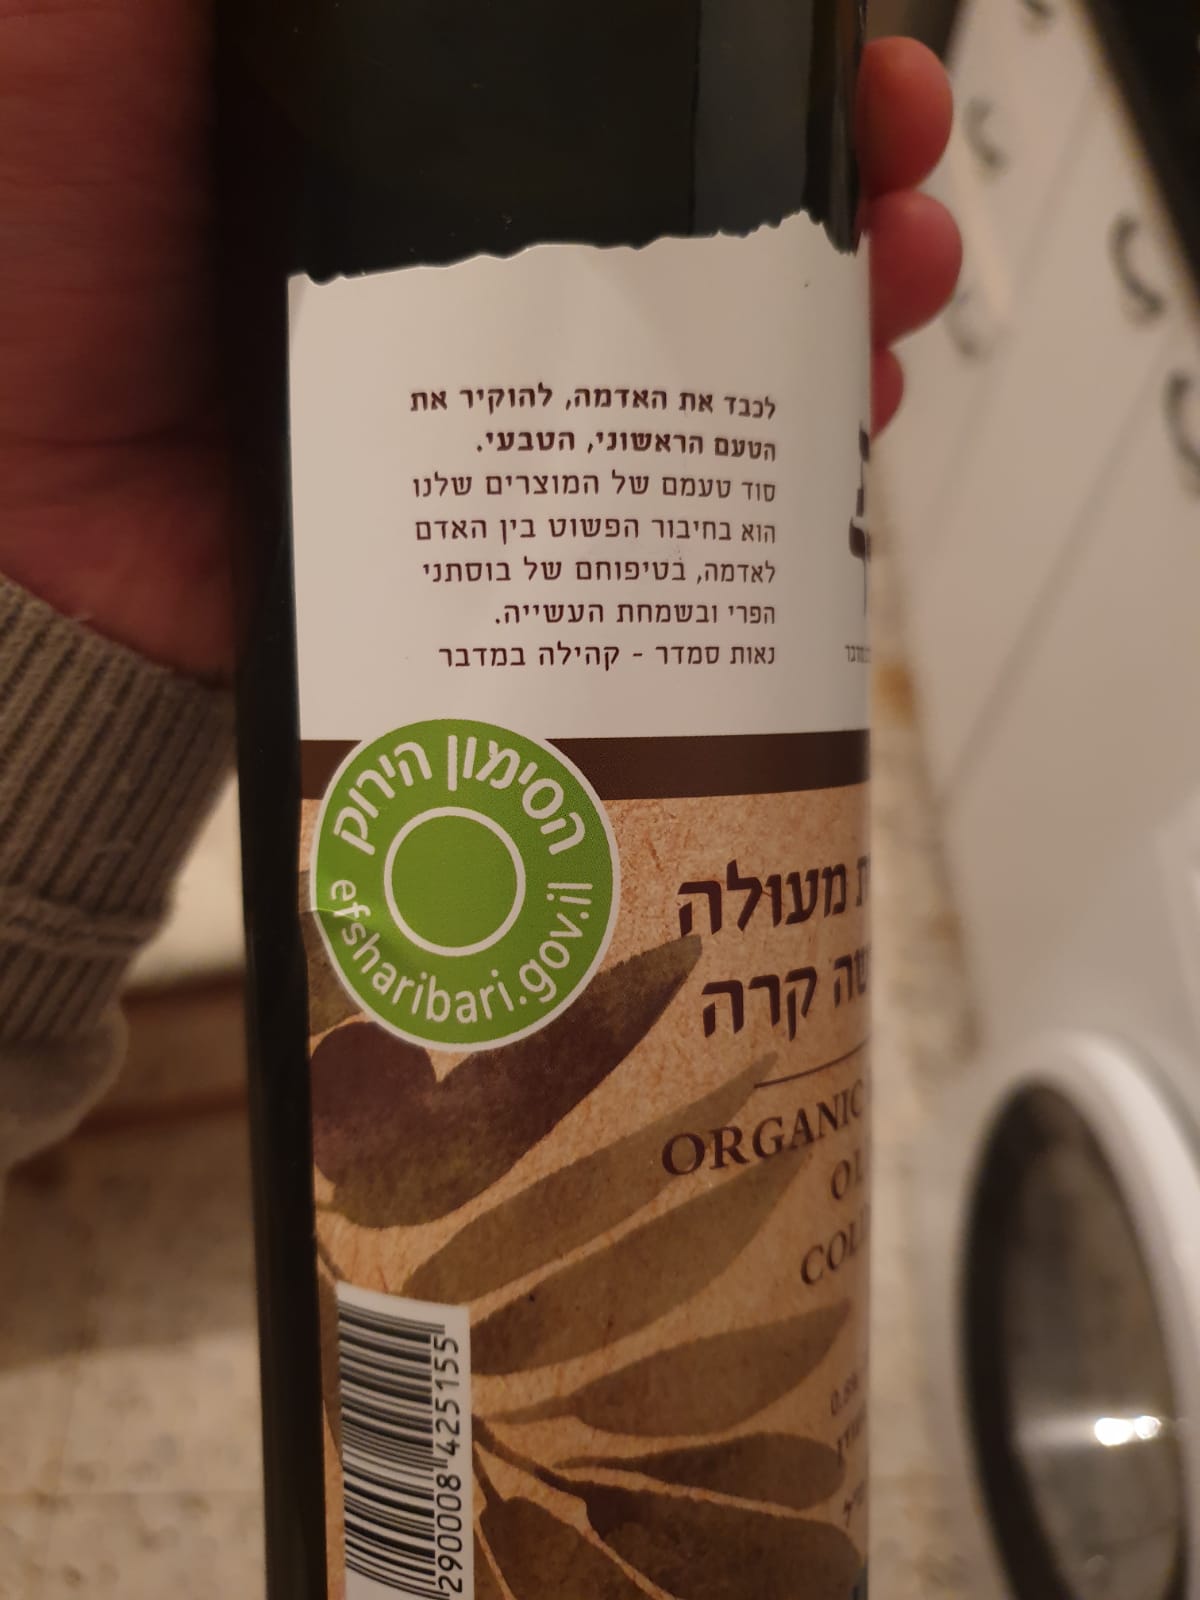 לכבד את האדמה, להוקיר את
הטעם הראשוני, הטבעי.
סוד טעמם של המוצרים שלנו
הוא בחיבור הפשוט בין האדם
לאדמה, בטיפוחם של בוסתני
הפרי ובשמחת העשייה.
נאות סמדר - קהילה במדבר
הסימון הירוק
efsharibari.gov.il
מעולה
קרה
ORGANIC
290008 425155